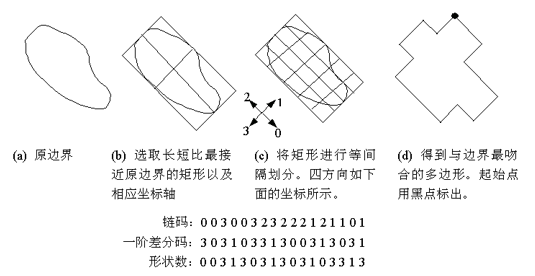 2
1
3
0
(a) 原边界
(b) 选取长短比最接
近原边界的矩形以及
相应坐标轴
(c) 将矩形进行等间
隔划分。四方向如下
面的坐标所示。
(d) 得到与边界最吻
合的多边形。起始点
用黑点标出。
链码: 0 0 3 0 0 3 2 3 2 2 2 1 2 1 1 0 1
一阶差分码: 3 0 3 1 0 3 3 1 3 0 0 3 1 3 0 3 1
形状数: 0 0 3 1 3 0 3 1 3 0 3 1 0 3 3 1 3